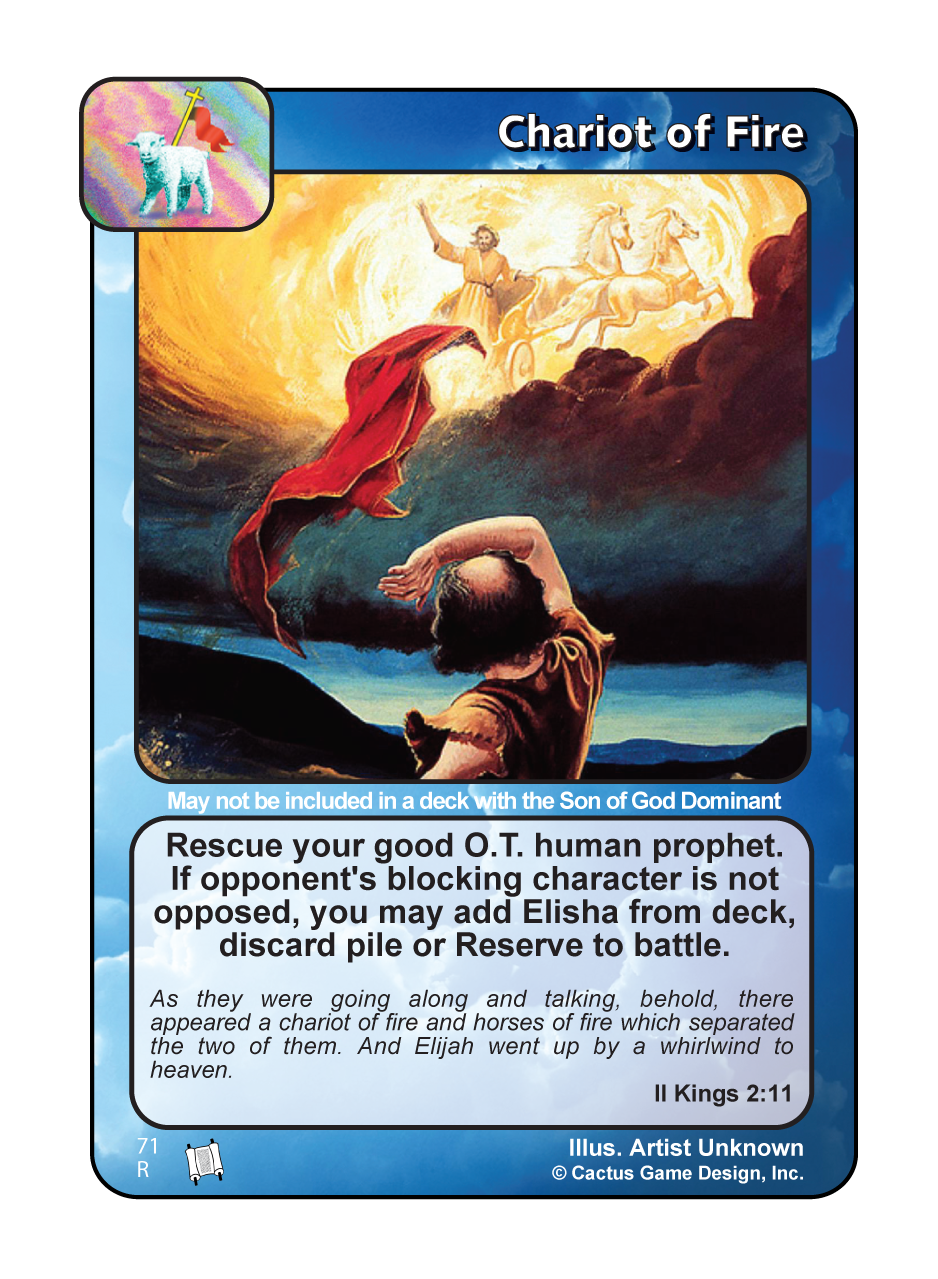 Chariot of Fire
May not be included in a deck with the Son of God Dominant
Rescue your good O.T. human prophet.
If opponent's blocking character is not
opposed, you may add Elisha from deck,
discard pile or Reserve to battle.
As they were going along and talking, behold, there
appeared a chariot of fire and horses of fire which separated
the two of them. And Elijah went up by a whirlwind to
heaven.
II Kings 2:11
71
R
Illus. Artist Unknown
© Cactus Game Design, Inc.